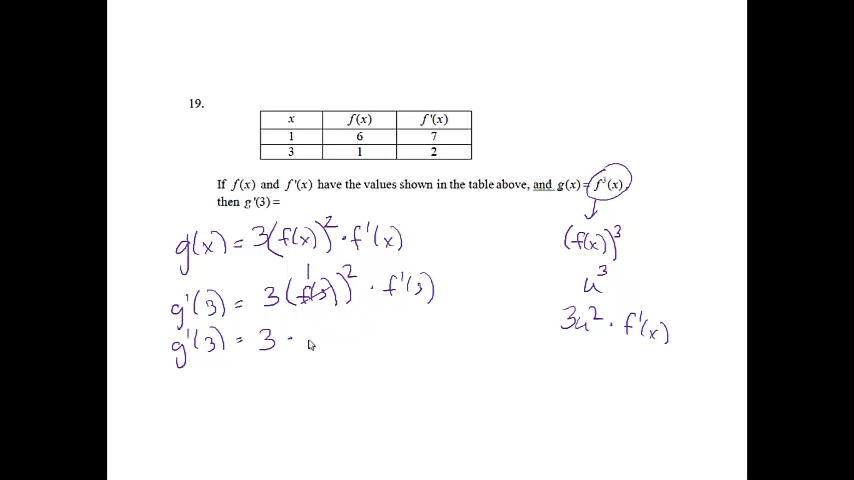 19.
x f(x) f'(x)
1 6 7
3 1 2
If f(x) and f'(x) have the values shown in the table above, and g(x)= f³(x),
then g'(3)=
g'(x) = 3(f(x))² · f'(x)
(f(x))³
u³
1
g'(3) = 3(f(3))² · f'(3)
3u² · f'(x)
g'(3) = 3 ·